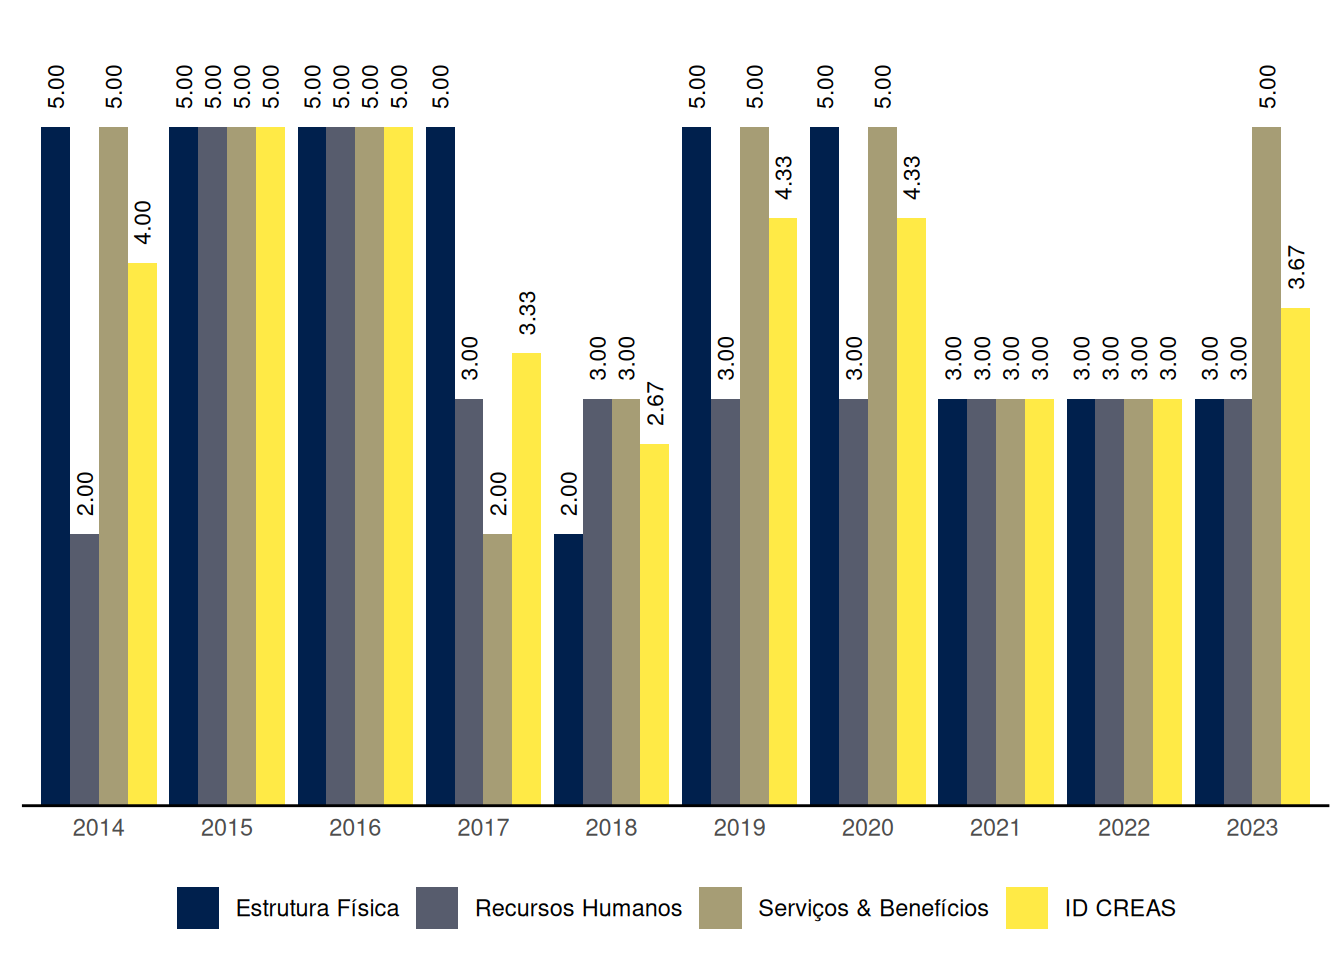 5.00 5.00 5.00 5.00 5.00 5.00 5.00 5.00 5.00 5.00 5.00 5.00 5.00 5.00 5.00 5.00
4.33 4.33
4.00
3.67
3.33
3.00 3.00 3.00 3.00 3.00 3.00 3.00 3.00 3.00 3.00 3.00 3.00 3.00 3.00 3.00
2.67
2.00 2.00 2.00
2014 2015 2016 2017 2018 2019 2020 2021 2022 2023
Estrutura Física Recursos Humanos Serviços & Benefícios ID CREAS